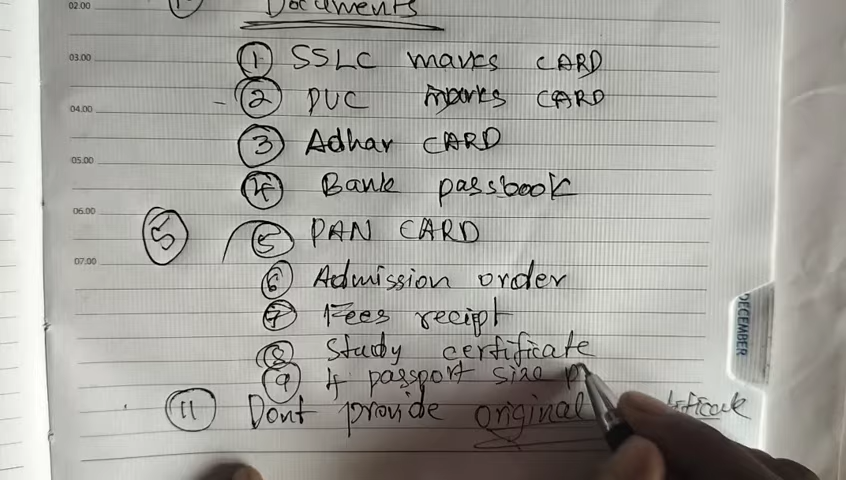 02.00 Documents
03.00 1 SSLC marks CARD
2 PUC marks CARD
04.00
3 Adhar CARD
05.00
4 Bank passbook
06.00
5 5 PAN CARD
07.00
6 Admission order
7 Fees recipt
8 Study certificate
9 4 passport size p
11 Dont provide original
DECEMBER